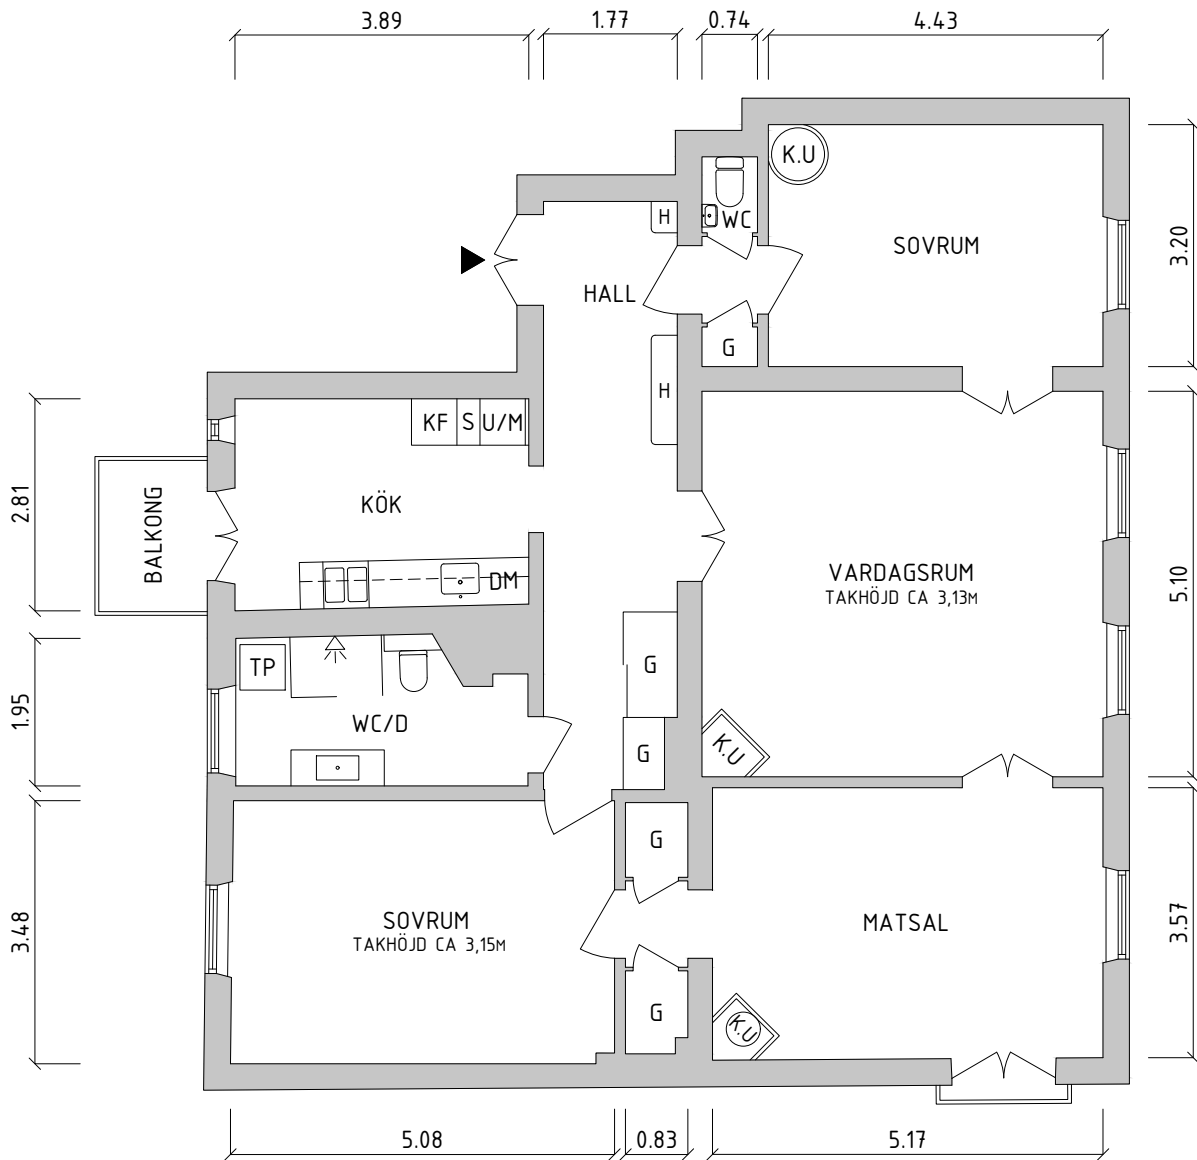 3.89
1.77
0.74
4.43
K.U
H
WC
SOVRUM
3.20
HALL
G
H
KF S U/M
2.81
BALKONG
KÖK
DM
VARDAGSRUM
TAKHÖJD CA 3,13M
5.10
TP
G
1.95
WC/D
G
K.U
G
3.48
SOVRUM
TAKHÖJD CA 3,15M
MATSAL
3.57
G
K.U
5.08
0.83
5.17